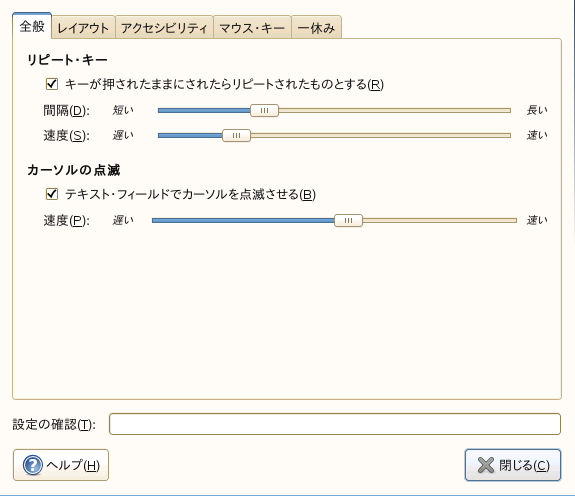 全般 レイアウト アクセシビリティ マウス・キー 一休み
リピート・キー
キーが押されたままにされたらリピートされたものとする(R)
間隔(D): 短い 長い
速度(S): 遅い 速い
カーソルの点滅
テキスト・フィールドでカーソルを点滅させる(B)
速度(P): 遅い 速い
設定の確認(T):
ヘルプ(H) 閉じる(C)